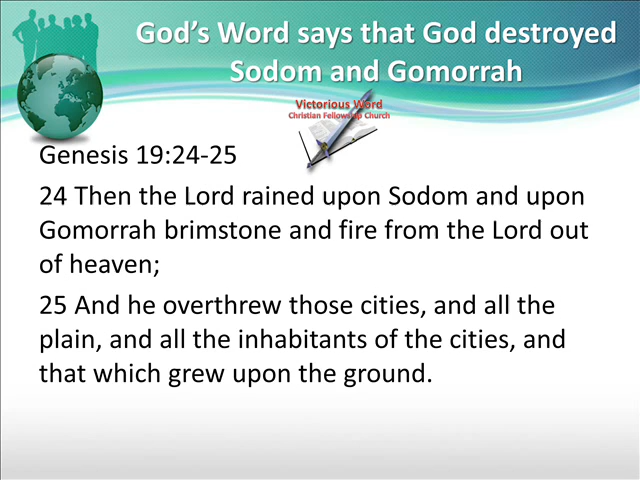 God’s Word says that God destroyed
Sodom and Gomorrah
Victorious Word
Christian Fellowship Church
Genesis 19:24-25
24 Then the Lord rained upon Sodom and upon
Gomorrah brimstone and fire from the Lord out
of heaven;
25 And he overthrew those cities, and all the
plain, and all the inhabitants of the cities, and
that which grew upon the ground.